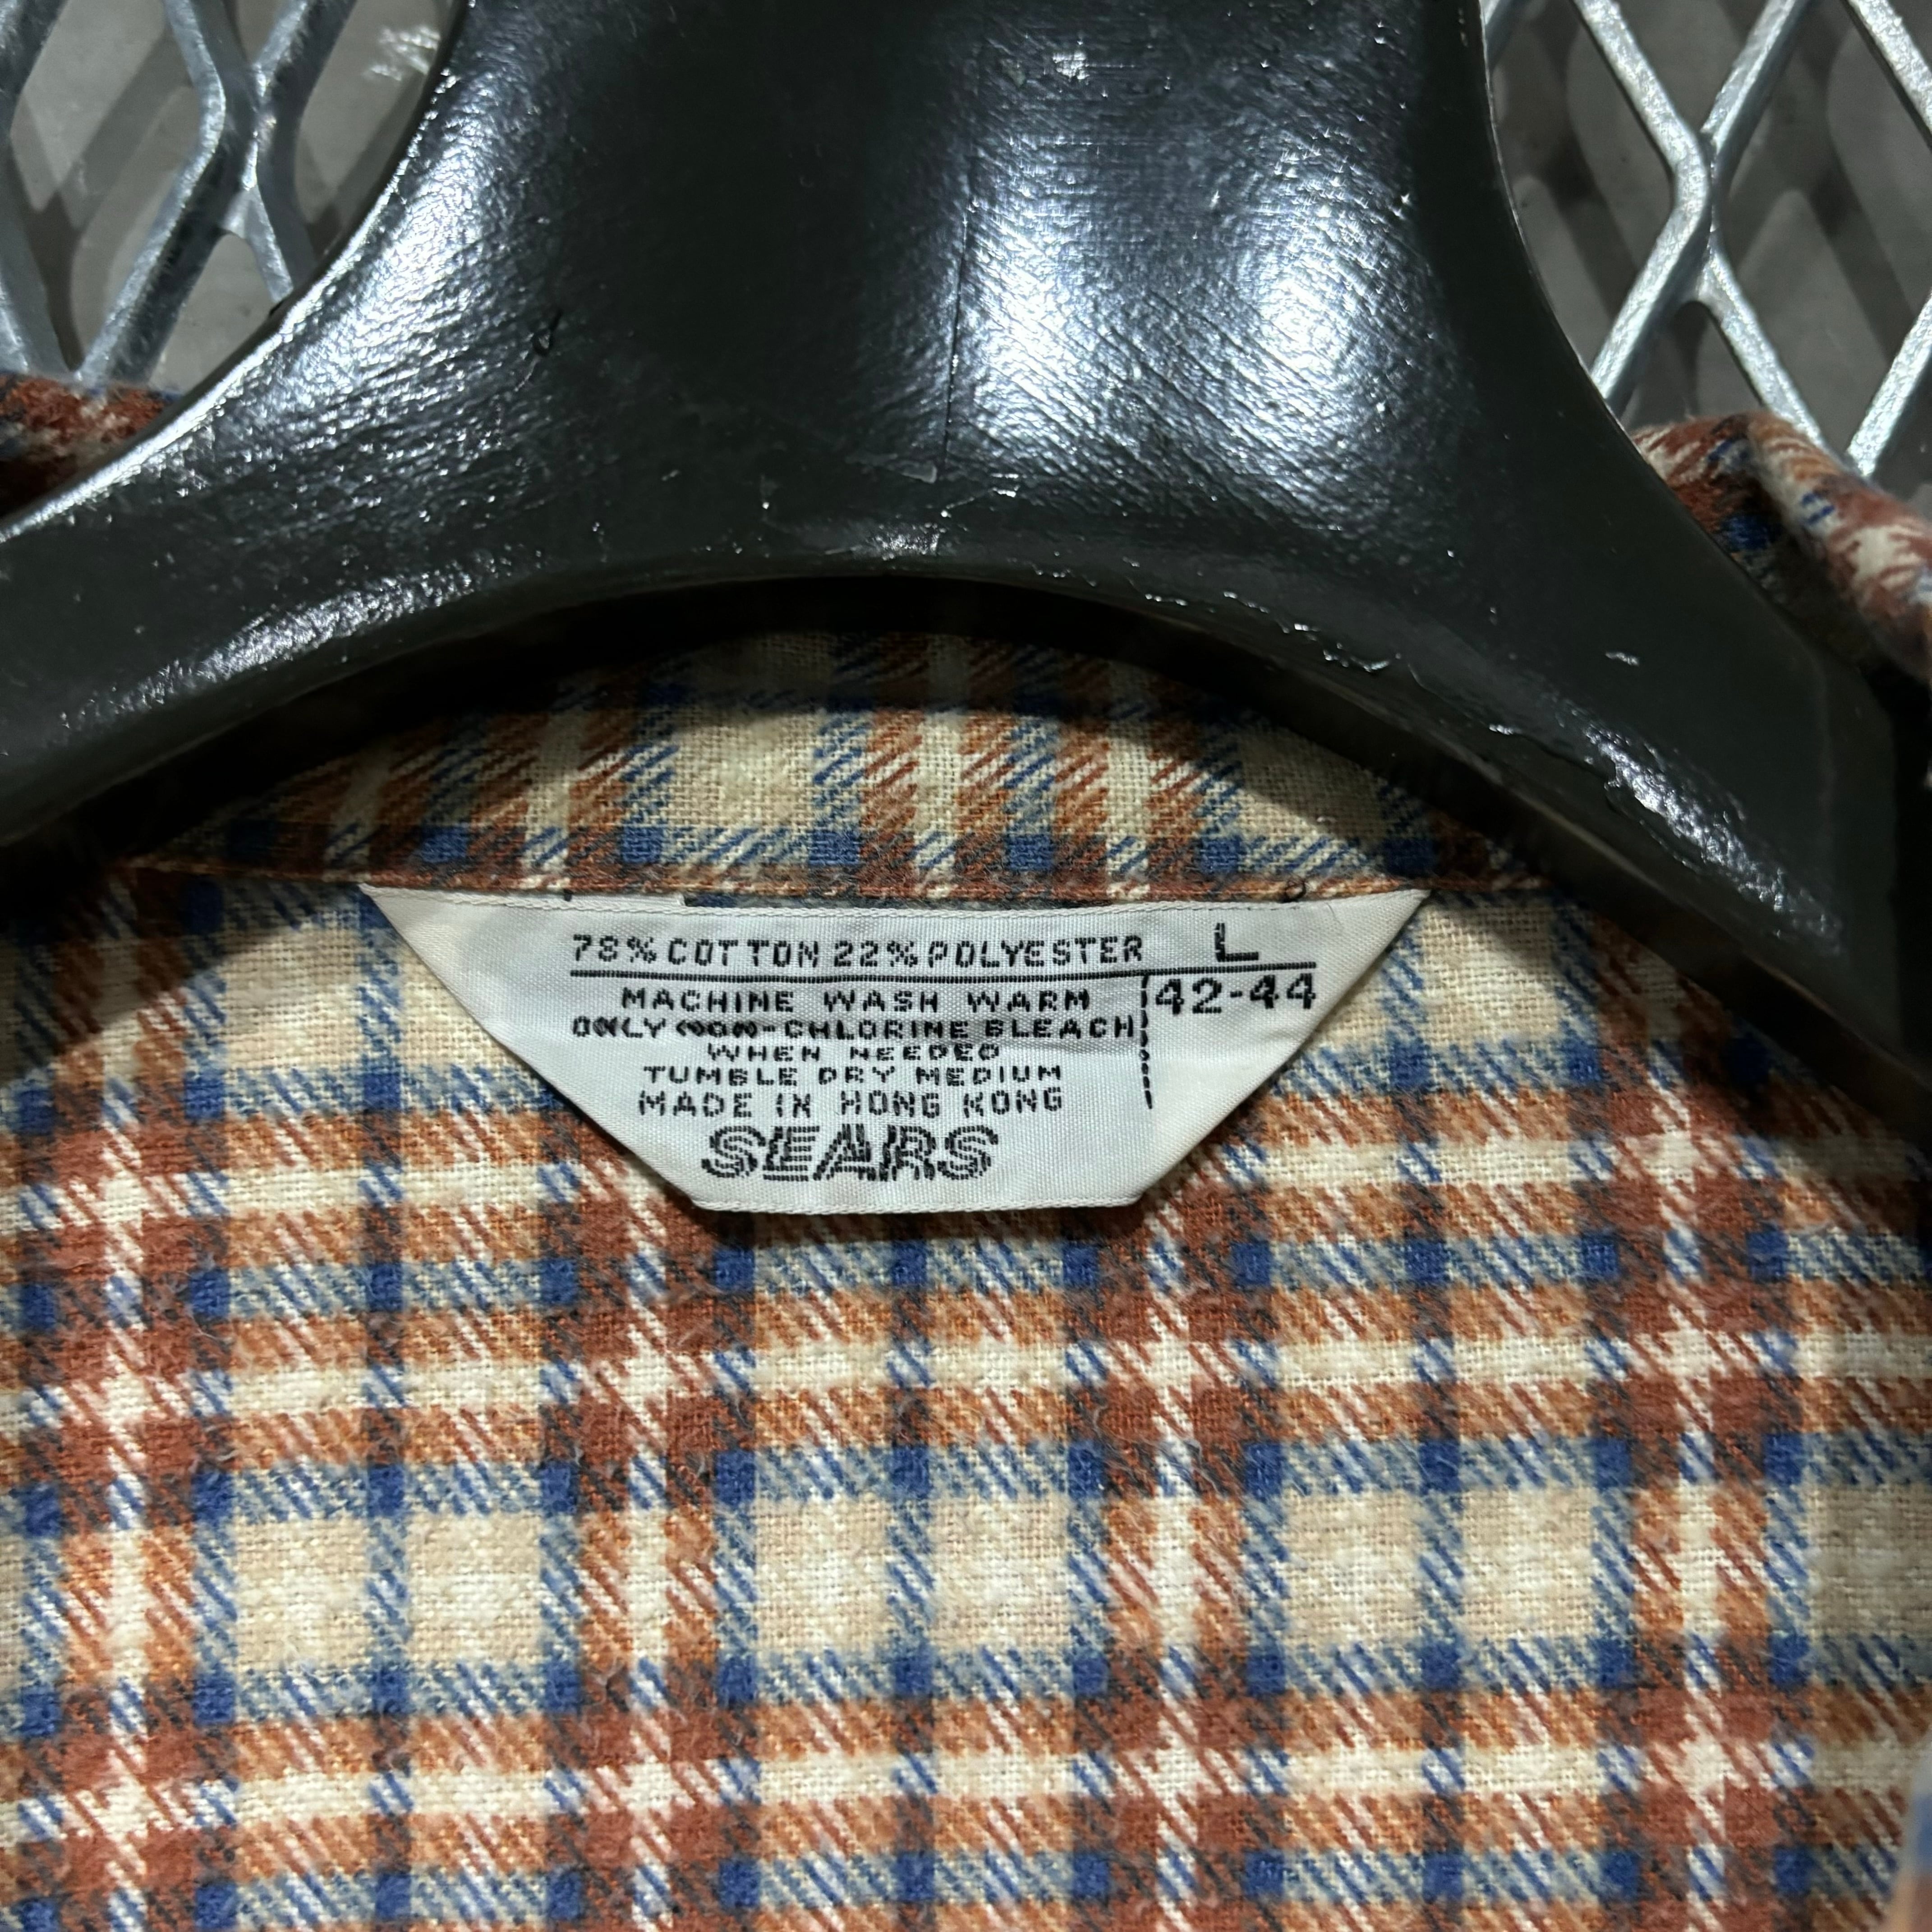 78% COTTON 22% POLYESTER L
MACHINE WASH WARM 42-44
ONLY NON-CHLORINE BLEACH
WHEN NEEDED
TUMBLE DRY MEDIUM
MADE IN HONG KONG
SEARS